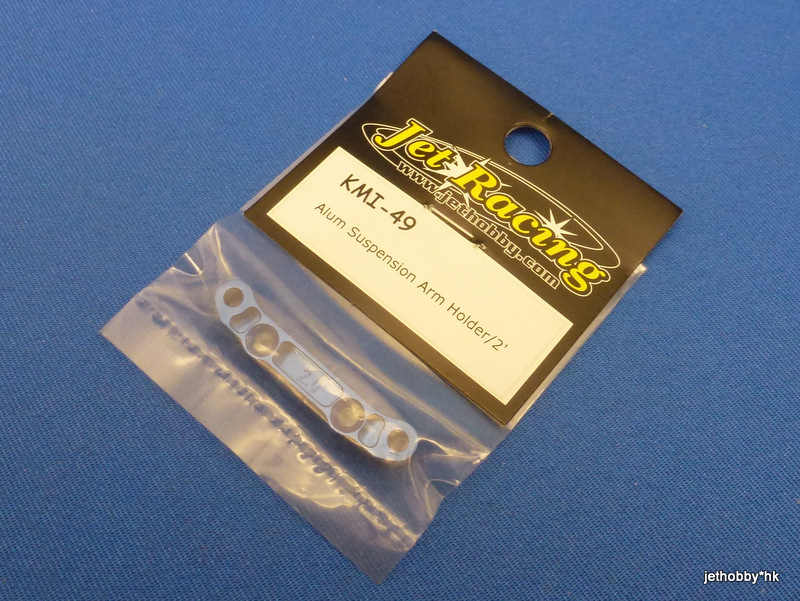 Jet Racing
www.jethobby.com
KMI-49
Alum Suspension Arm Holder/2'
jethobby*hk